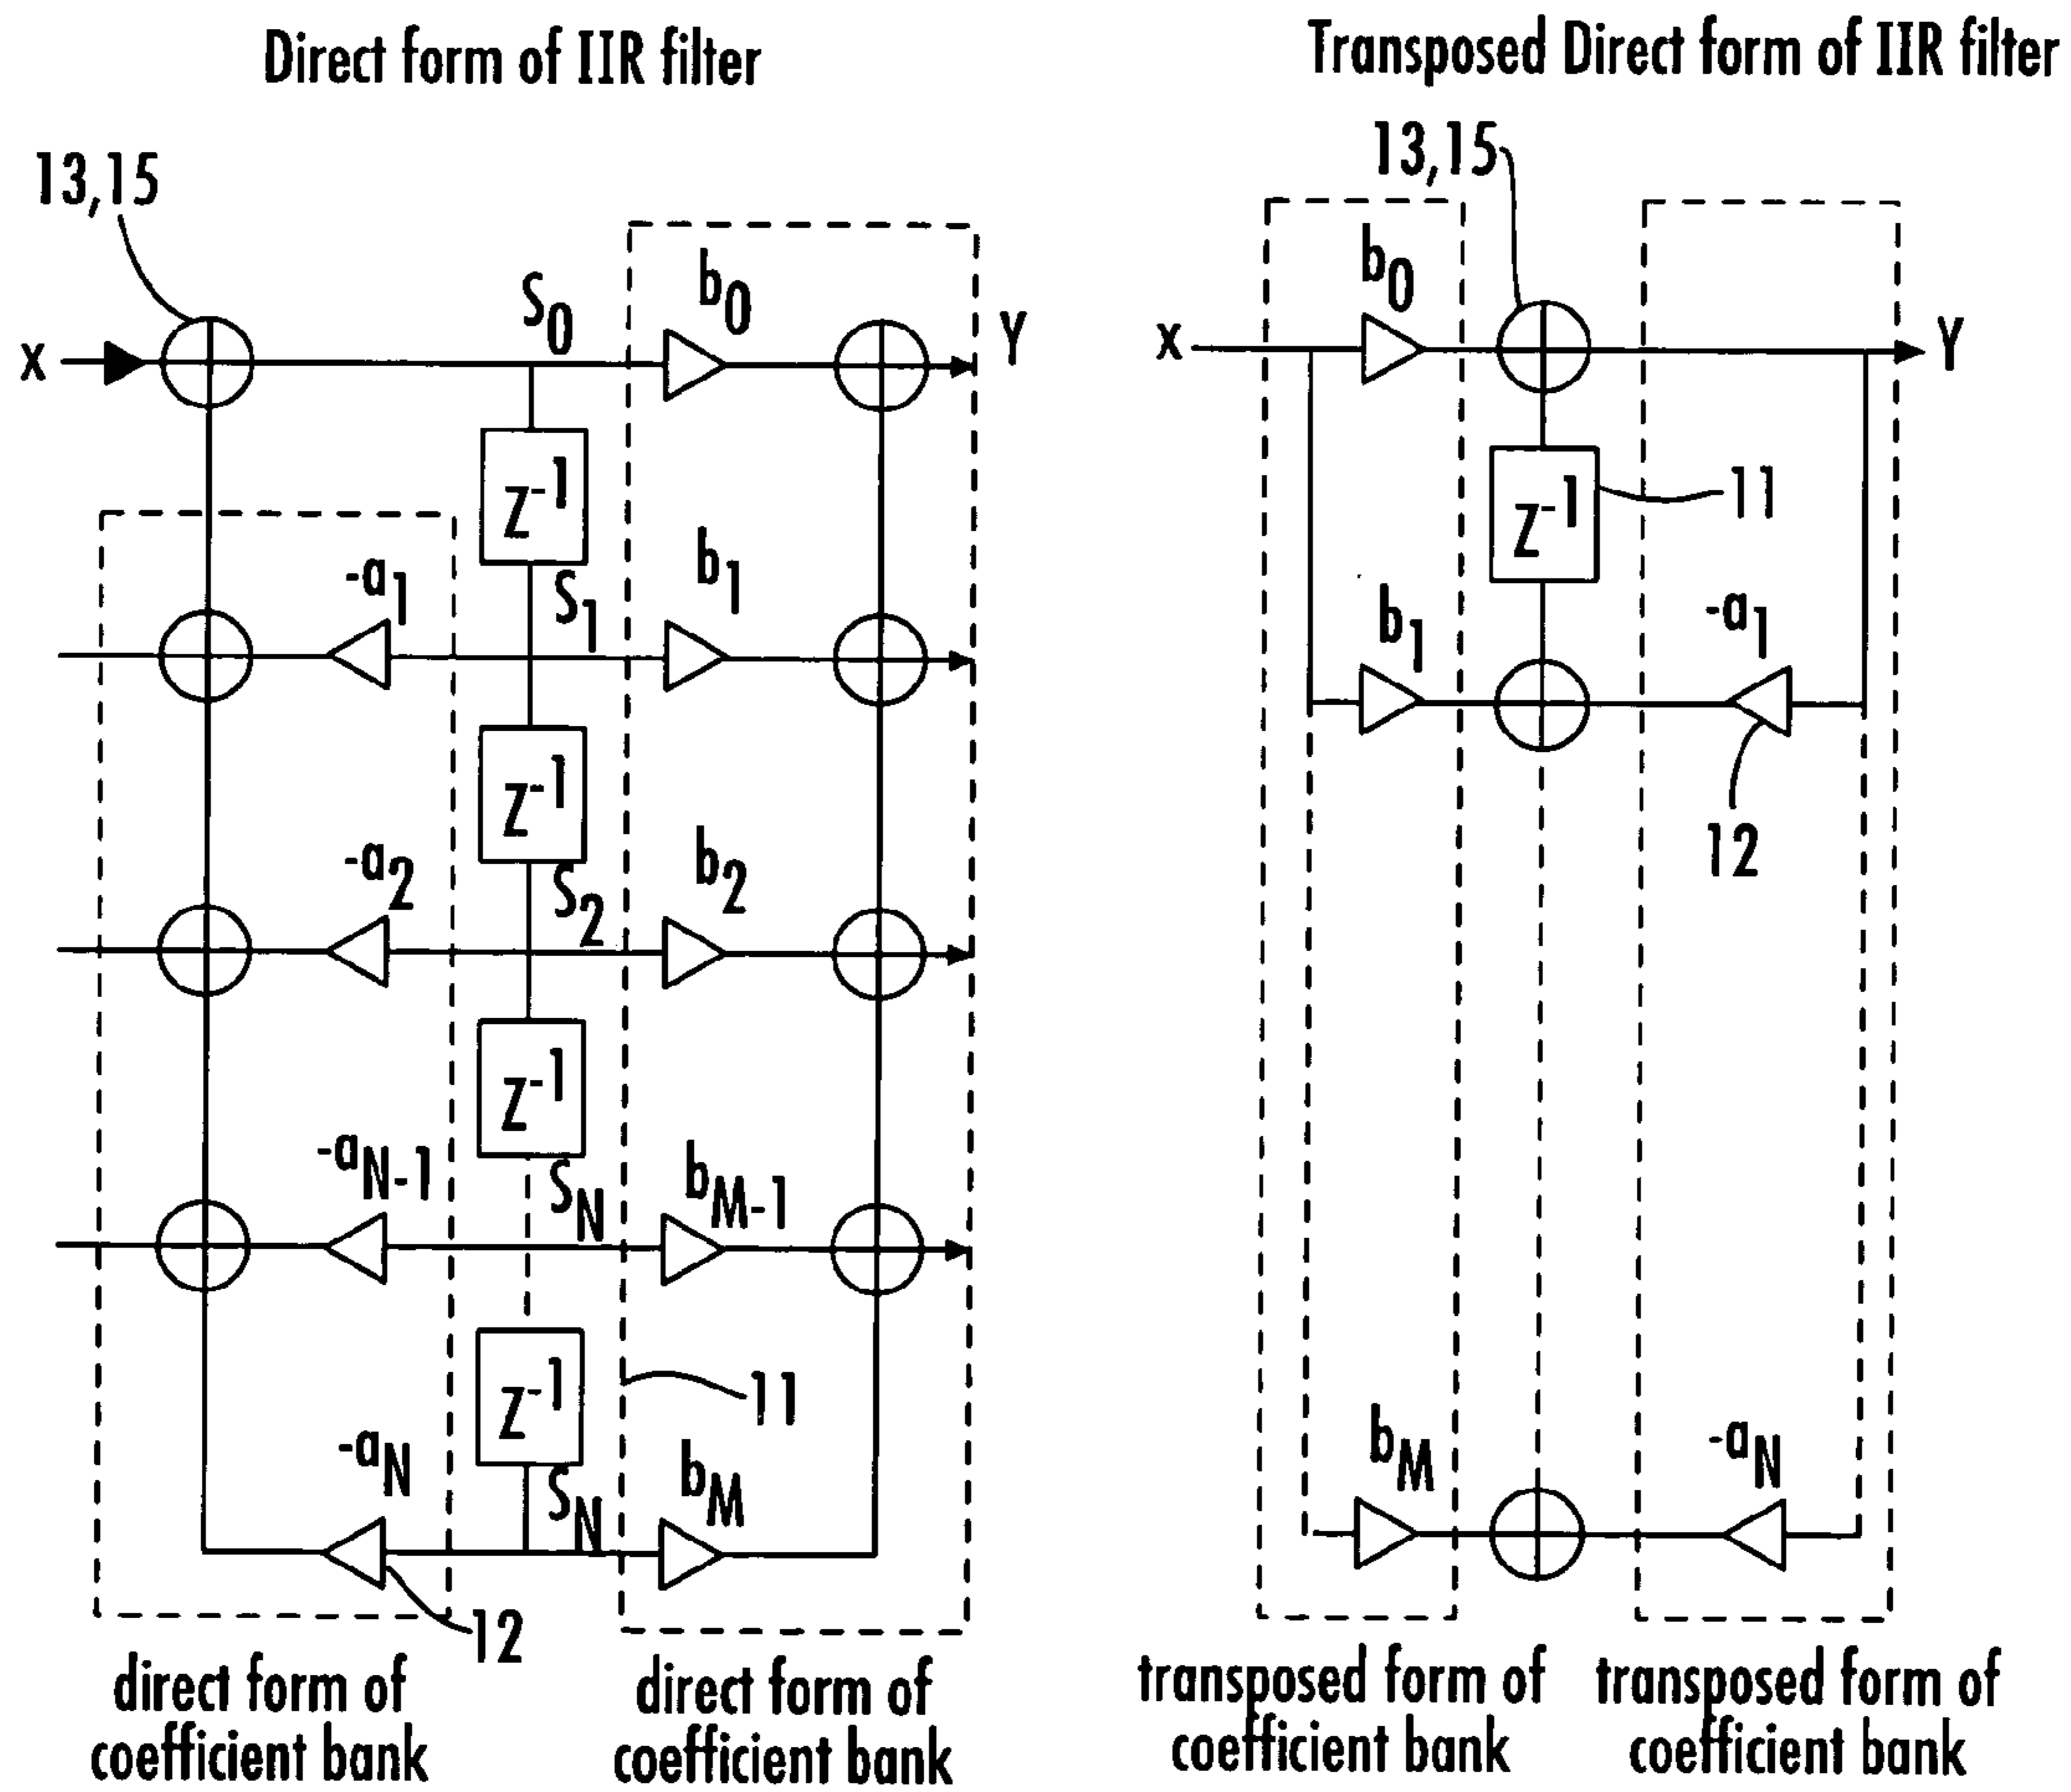 Direct form of IIR filter
13,15
x
S0
b0
Y
Z-1
-a1
S1
b1
Z-1
-a2
S2
b2
Z-1
-aN-1
SN
bM-1
Z-1
11
-aN
SN
bM
12
direct form of
coefficient bank
direct form of
coefficient bank
Transposed Direct form of IIR filter
13,15
b0
x
Y
Z-1
11
b1
-a1
12
bM
-aN
transposed form of
coefficient bank
transposed form of
coefficient bank